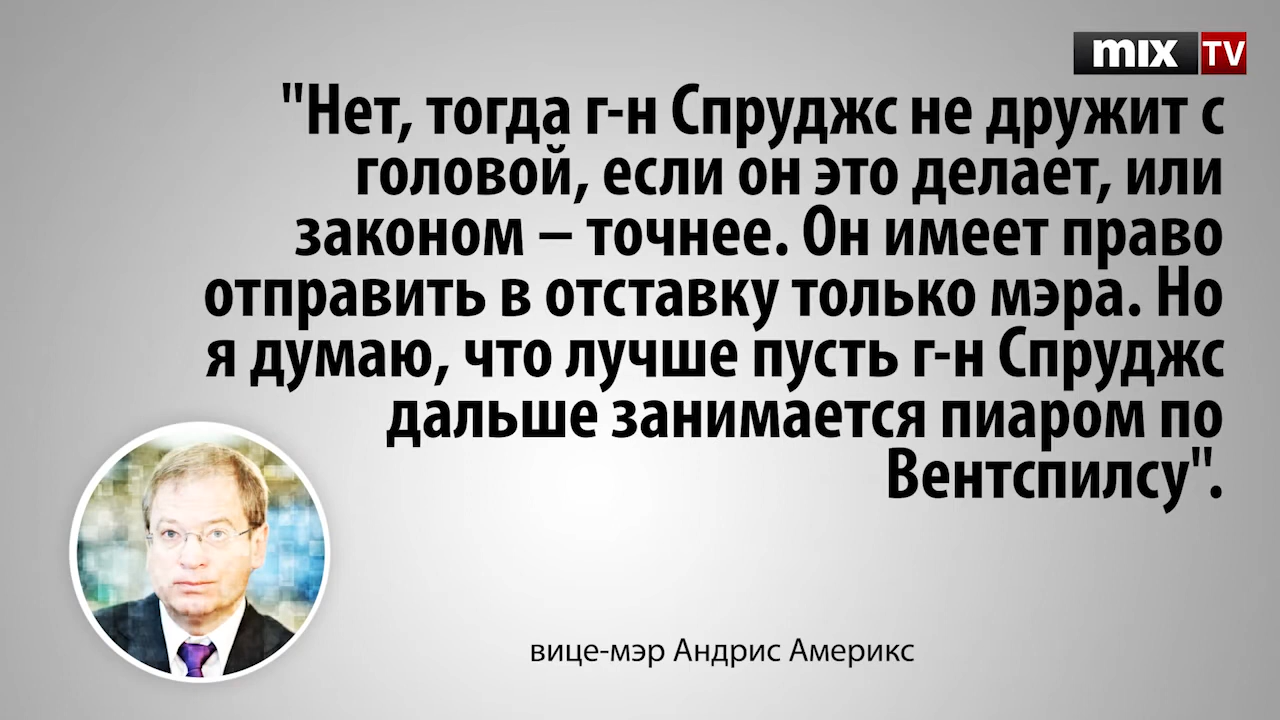 mix TV
"Нет, тогда г-н Спруджс не дружит с
головой, если он это делает, или
законом – точнее. Он имеет право
отправить в отставку только мэра. Но
я думаю, что лучше пусть г-н Спруджс
дальше занимается пиаром по
Вентспилсу".
вице-мэр Андрис Америкс